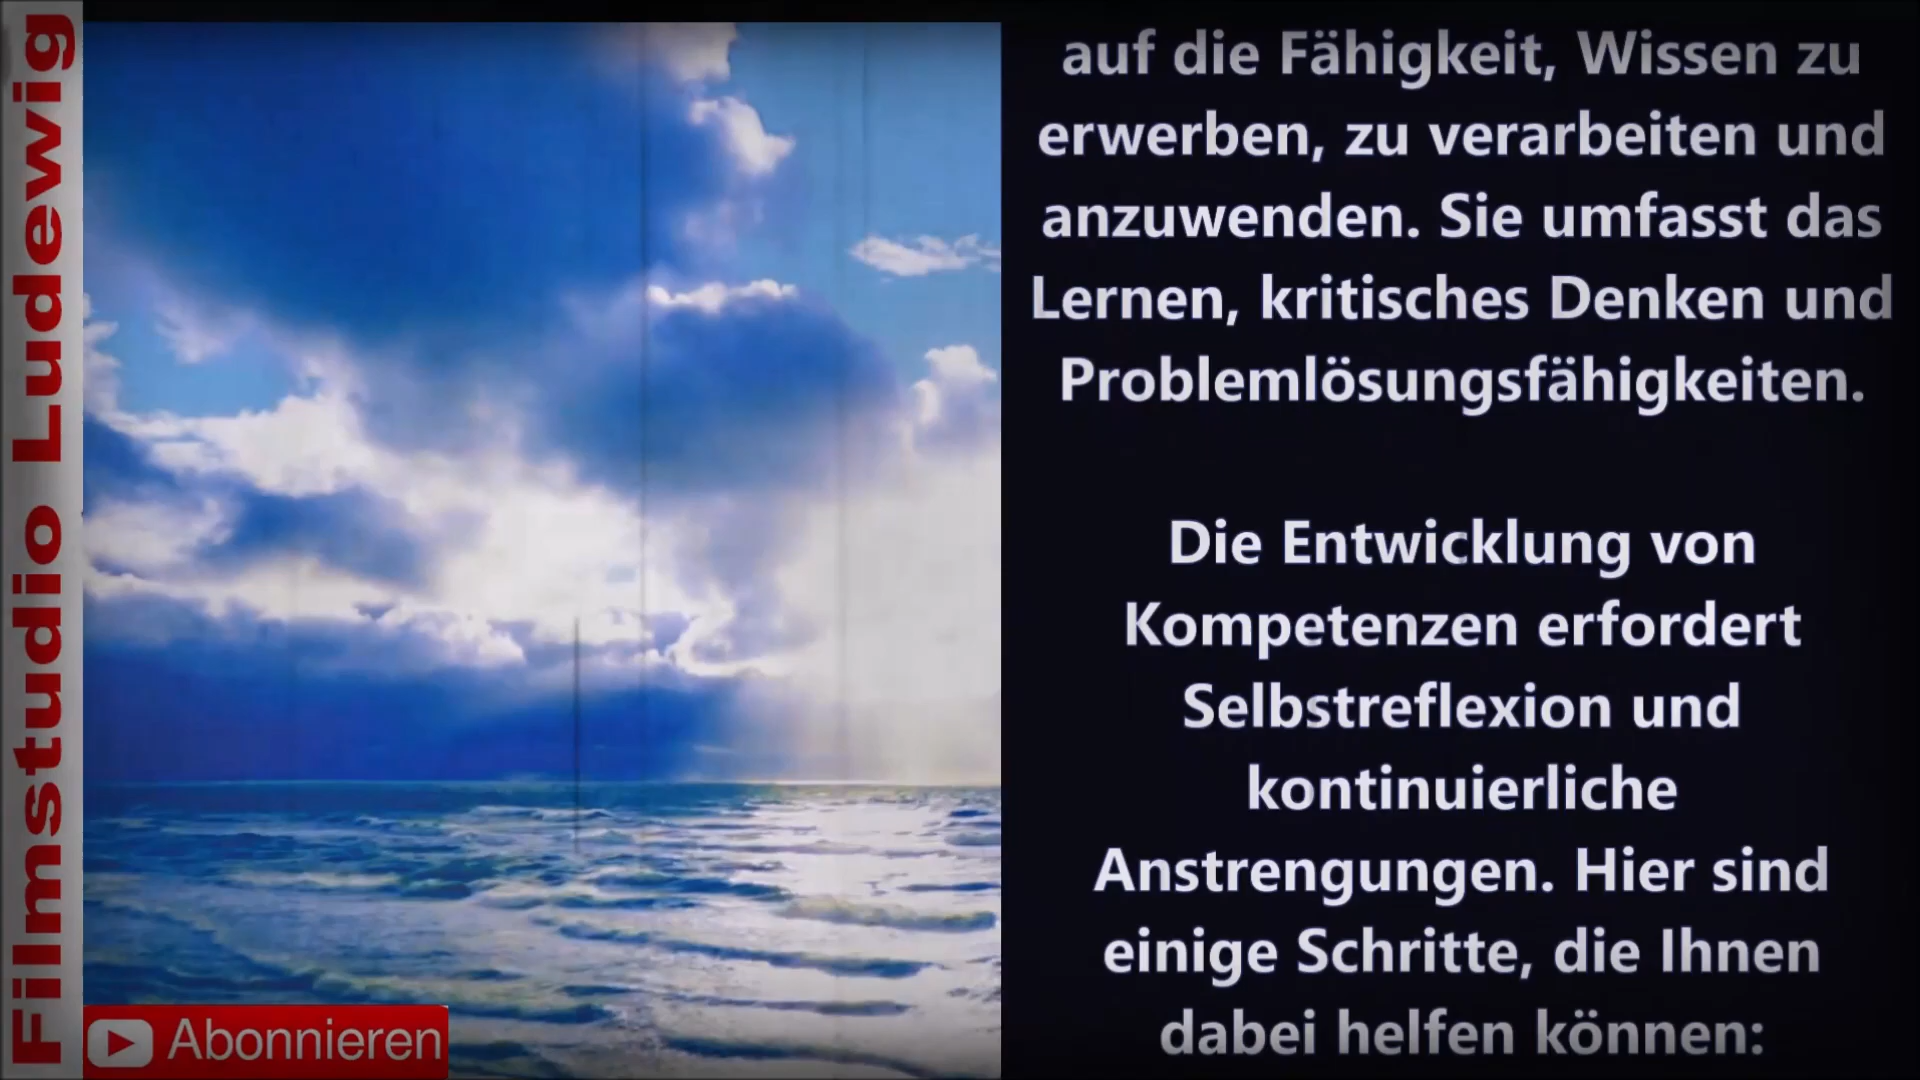 Filmstudio Ludewig
auf die Fähigkeit, Wissen zu
erwerben, zu verarbeiten und
anzuwenden. Sie umfasst das
Lernen, kritisches Denken und
Problemlösungsfähigkeiten.
Die Entwicklung von
Kompetenzen erfordert
Selbstreflexion und
kontinuierliche
Anstrengungen. Hier sind
einige Schritte, die Ihnen
dabei helfen können:
Abonnieren